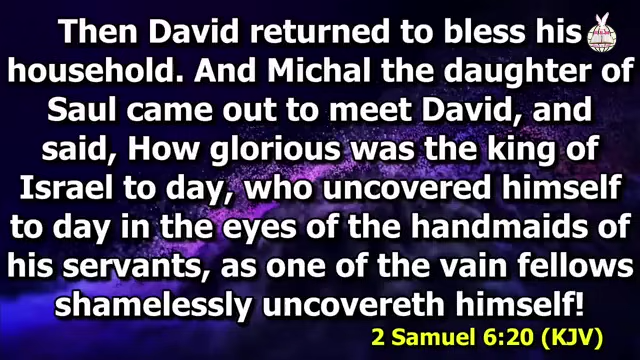 Then David returned to bless his
household. And Michal the daughter of
Saul came out to meet David, and
said, How glorious was the king of
Israel to day, who uncovered himself
to day in the eyes of the handmaids of
his servants, as one of the vain fellows
shamelessly uncovereth himself!
2 Samuel 6:20 (KJV)